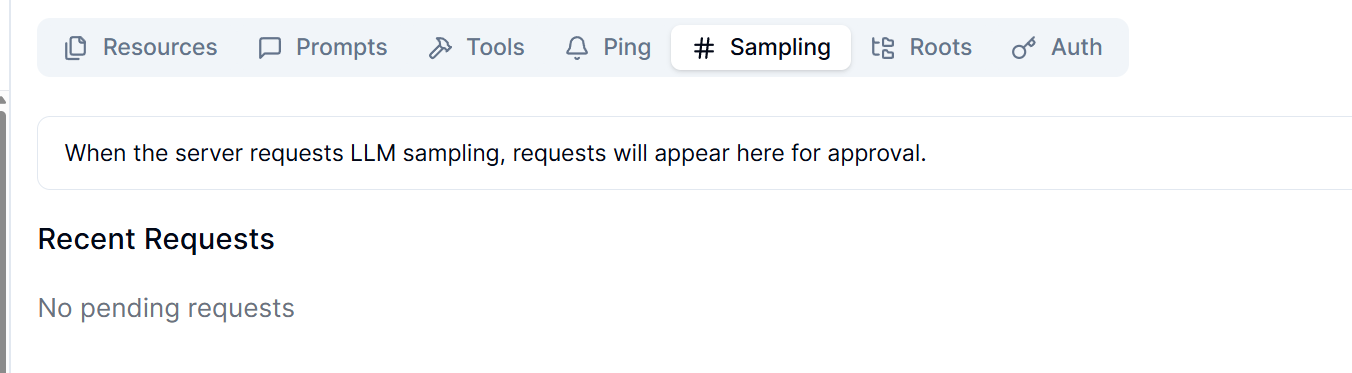 Resources Prompts Tools Ping Sampling Roots Auth
When the server requests LLM sampling, requests will appear here for approval.
Recent Requests
No pending requests